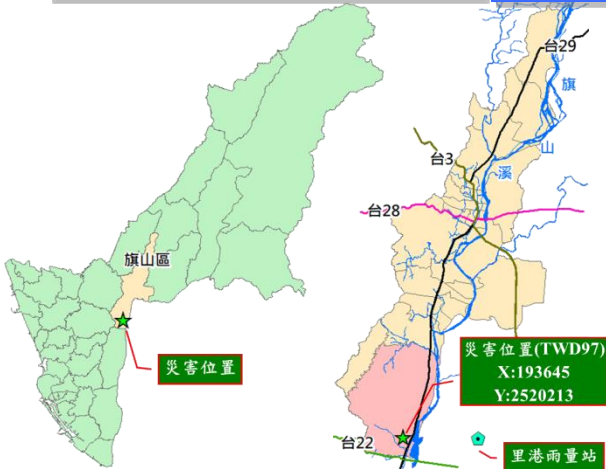 旗山區
災害位置
台29
旗
山
溪
台3
台28
災害位置(TWD97)
X:193645
Y:2520213
台22
里港雨量站